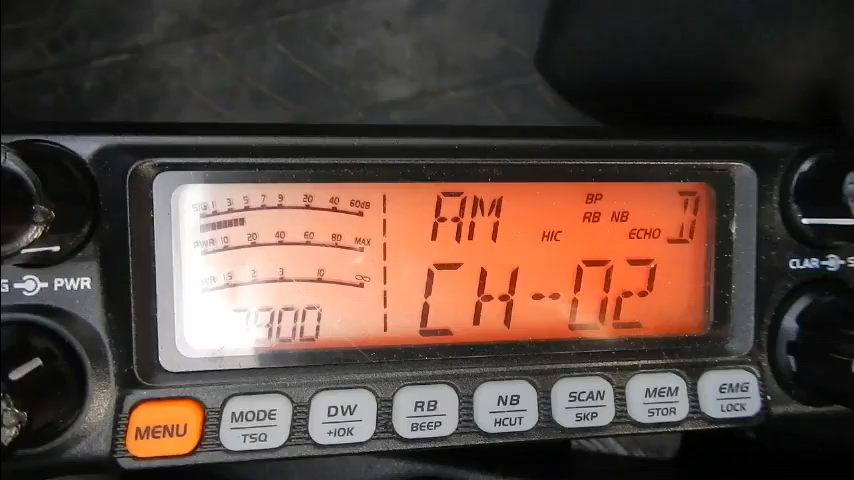 SIG 1 3 5 7 9 20 40 60dB
PWR 10 20 40 60 80 MAX
WR 1.5 2 3 10 ∞
7900
AM
BP
RB NB
HIC
ECHO
D
CH-02
PWR
CLAR
MENU
MODE
TSQ
DW
+10K
RB
BEEP
NB
HCUT
SCAN
SKP
MEM
STOR
EMG
LOCK